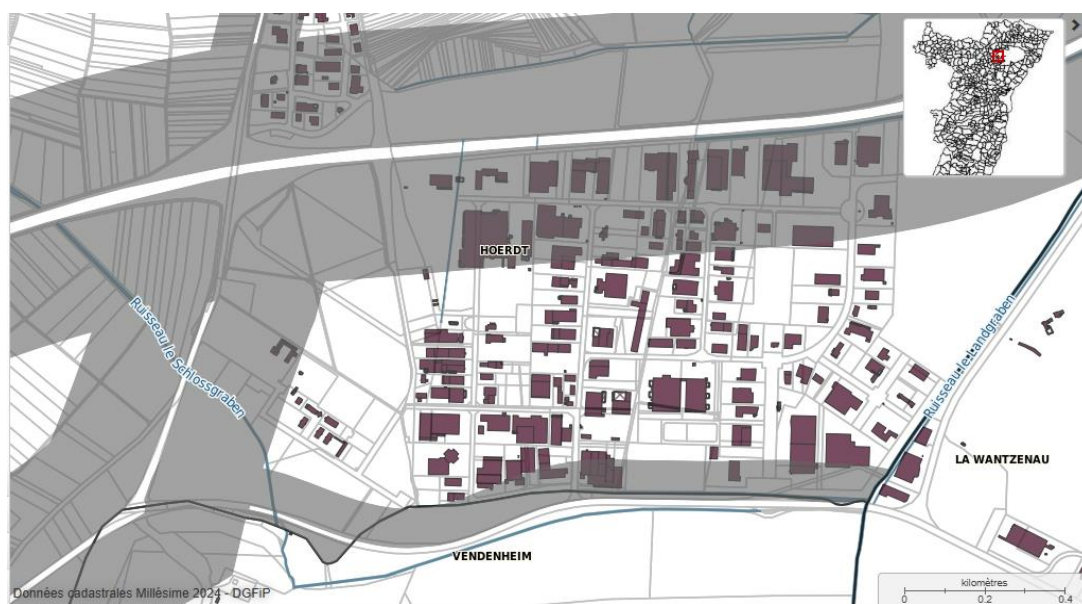 HOERDT
Ruisseau le Schlossgraben
Ruisseau le Landgraben
LA WANTZENAU
VENDENHEIM
Données cadastrales Millésime 2024 - DGFiP
kilomètres
0 0.2 0.4